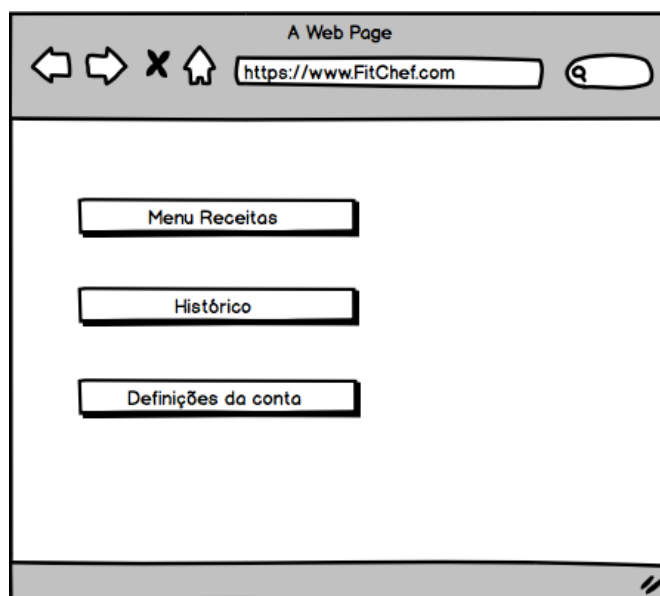 A Web Page
https://www.FitChef.com
Menu Receitas
Histórico
Definições da conta